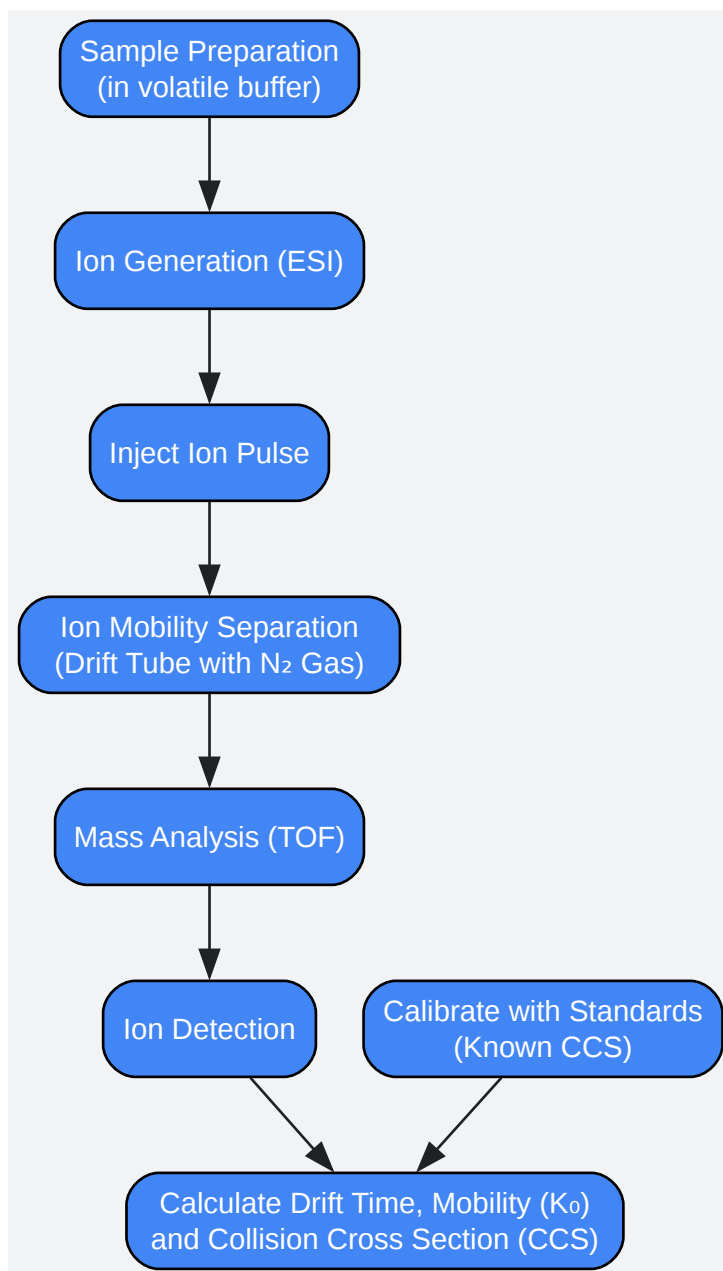 Sample Preparation
(in volatile buffer)
Ion Generation (ESI)
Inject Ion Pulse
Ion Mobility Separation
(Drift Tube with N₂ Gas)
Mass Analysis (TOF)
Ion Detection
Calibrate with Standards
(Known CCS)
Calculate Drift Time, Mobility (K₀)
and Collision Cross Section (CCS)